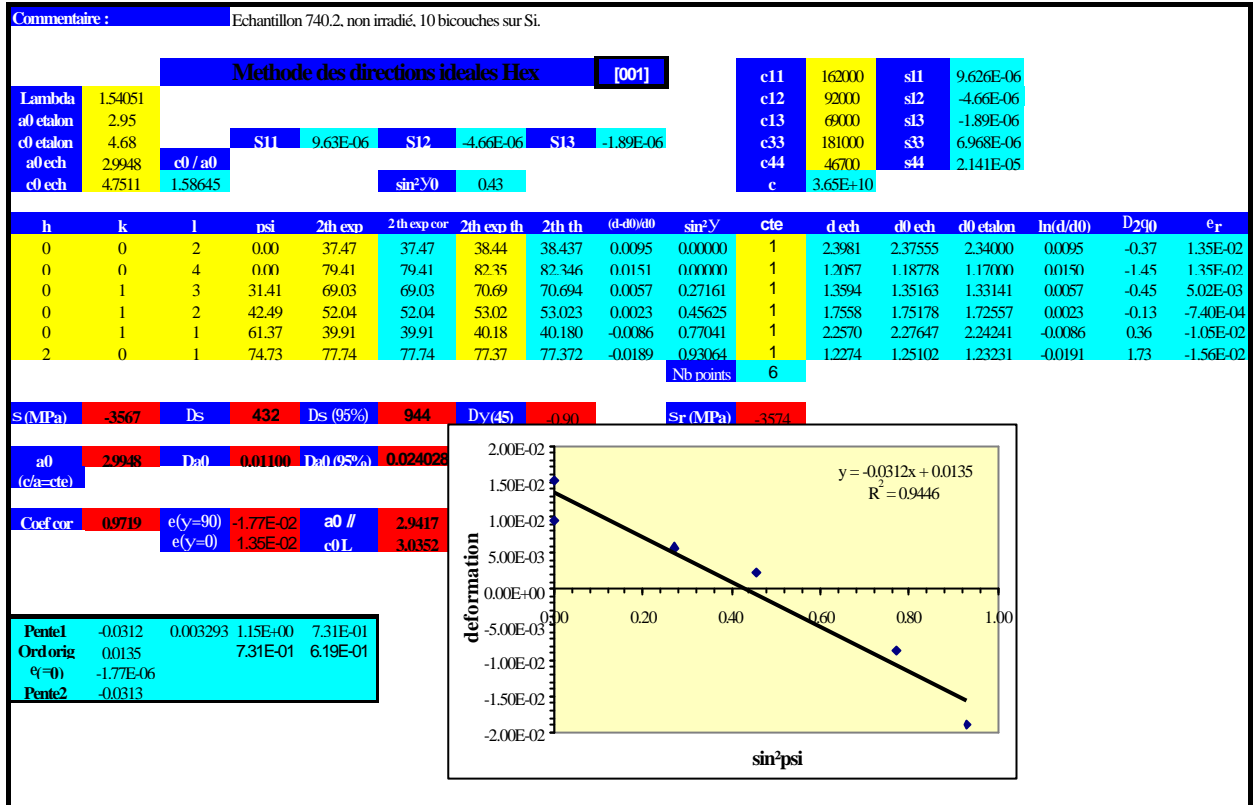 Commentaire : Echantillon 740.2, non irradié, 10 bicouches sur Si.
Methode des directions ideales Hex [001] c11 162000 s11 9.626E-06
Lambda 1.54051 c12 92000 s12 -4.66E-06
a0 etalon 2.95 c13 69000 s13 -1.89E-06
c0 etalon 4.68 S11 9.63E-06 S12 -4.66E-06 S13 -1.89E-06 c33 181000 s33 6.968E-06
a0 ech 2.9948 c0 / a0 c44 46700 s44 2.141E-05
c0 ech 4.7511 1.58645 sin²Y0 0.43 c 3.65E+10
h k l psi 2th exp 2 th exp cor 2th exp th 2th th (d-d0)/d0 sin²Y cte d ech d0 ech d0 etalon ln(d/d0) D2q0 er
0 0 2 0.00 37.47 37.47 38.44 38.437 0.0095 0.00000 1 2.3981 2.37555 2.34000 0.0095 -0.37 1.35E-02
0 0 4 0.00 79.41 79.41 82.35 82.346 0.0151 0.00000 1 1.2057 1.18778 1.17000 0.0150 -1.45 1.35E-02
0 1 3 31.41 69.03 69.03 70.69 70.694 0.0057 0.27161 1 1.3594 1.35163 1.33141 0.0057 -0.45 5.02E-03
0 1 2 42.49 52.04 52.04 53.02 53.023 0.0023 0.45625 1 1.7558 1.75178 1.72557 0.0023 -0.13 -7.40E-04
0 1 1 61.37 39.91 39.91 40.18 40.180 -0.0086 0.77041 1 2.2570 2.27647 2.24241 -0.0086 0.36 -1.05E-02
2 0 1 74.73 77.74 77.74 77.37 77.372 -0.0189 0.93064 1 1.2274 1.25102 1.23231 -0.0191 1.73 -1.56E-02
Nb points 6
s (MPa) -3567 Ds 432 Ds (95%) 944 Dy(45) -0.90 sr (MPa) -3574
a0 2.9948 Da0 0.01100 Da0 (95%) 0.024028
(c/a=cte)
Coef cor 0.9719 e(y=90) -1.77E-02 a0 // 2.9417
e(y=0) 1.35E-02 c0 L 3.0352
Pente1 -0.0312 0.003293 1.15E+00 7.31E-01
Ord orig 0.0135 7.31E-01 6.19E-01
e(=0) -1.77E-06
Pente2 -0.0313
2.00E-02
1.50E-02
1.00E-02
5.00E-03
0.00E+00
-5.00E-03
-1.00E-02
-1.50E-02
-2.00E-02
0.00 0.20 0.40 0.60 0.80 1.00
y = -0.0312x + 0.0135
R² = 0.9446
deformation
sin²psi